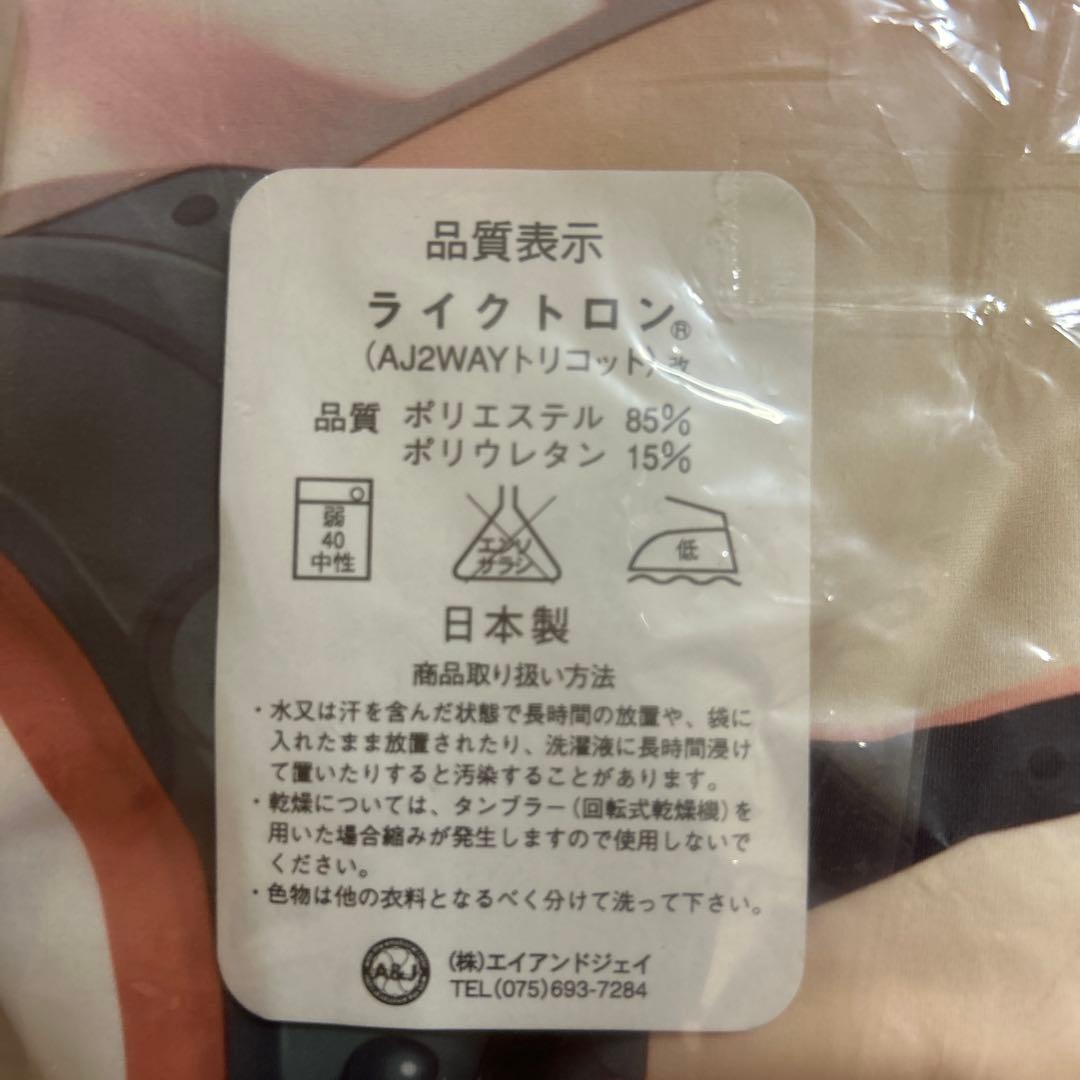 品質表示
ライクトロン®
(AJ2WAYトリコット)改
品質 ポリエステル 85%
ポリウレタン 15%
弱
40
中性
エンソ
サラシ
低
日本製
商品取り扱い方法
・水又は汗を含んだ状態で長時間の放置や、袋に
入れたまま放置されたり、洗濯液に長時間浸け
て置いたりすると汚染することがあります。
・乾燥については、タンブラー(回転式乾燥機)を
用いた場合縮みが発生しますので使用しないで
ください。
・色物は他の衣料となるべく分けて洗って下さい。
A&J
(株)エイアンドジェイ
TEL(075)693-7284